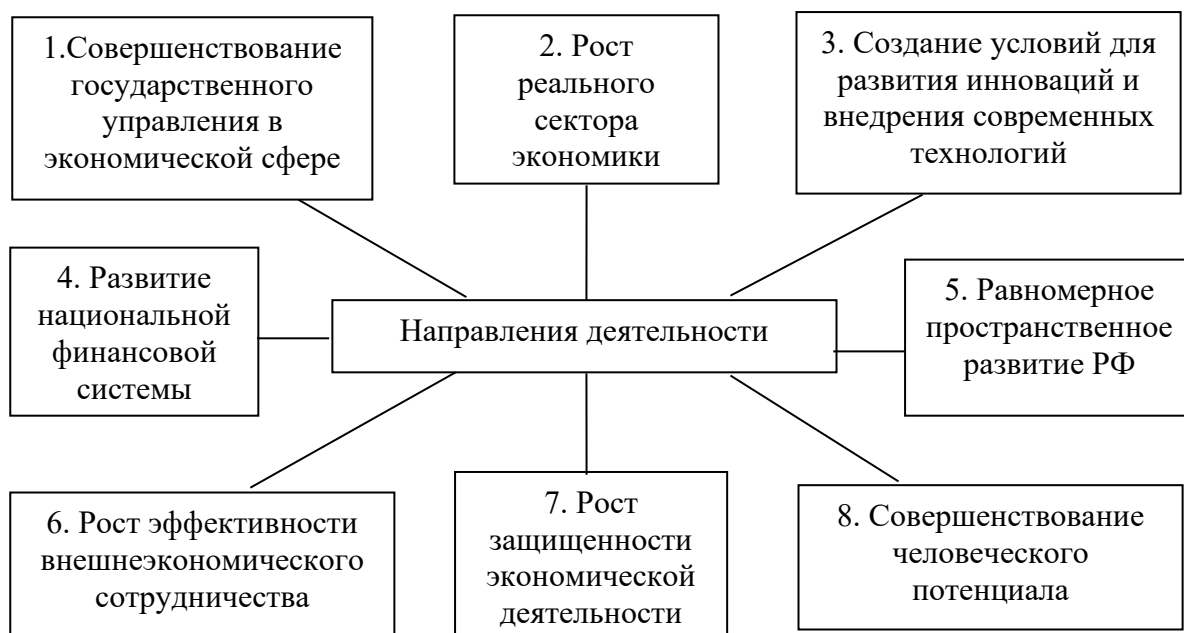 1.Совершенствование
государственного
управления в
экономической сфере
2. Рост
реального
сектора
экономики
3. Создание условий для
развития инноваций и
внедрения современных
технологий
4. Развитие
национальной
финансовой
системы
Направления деятельности
5. Равномерное
пространственное
развитие РФ
6. Рост эффективности
внешнеэкономического
сотрудничества
7. Рост
защищенности
экономической
деятельности
8. Совершенствование
человеческого
потенциала